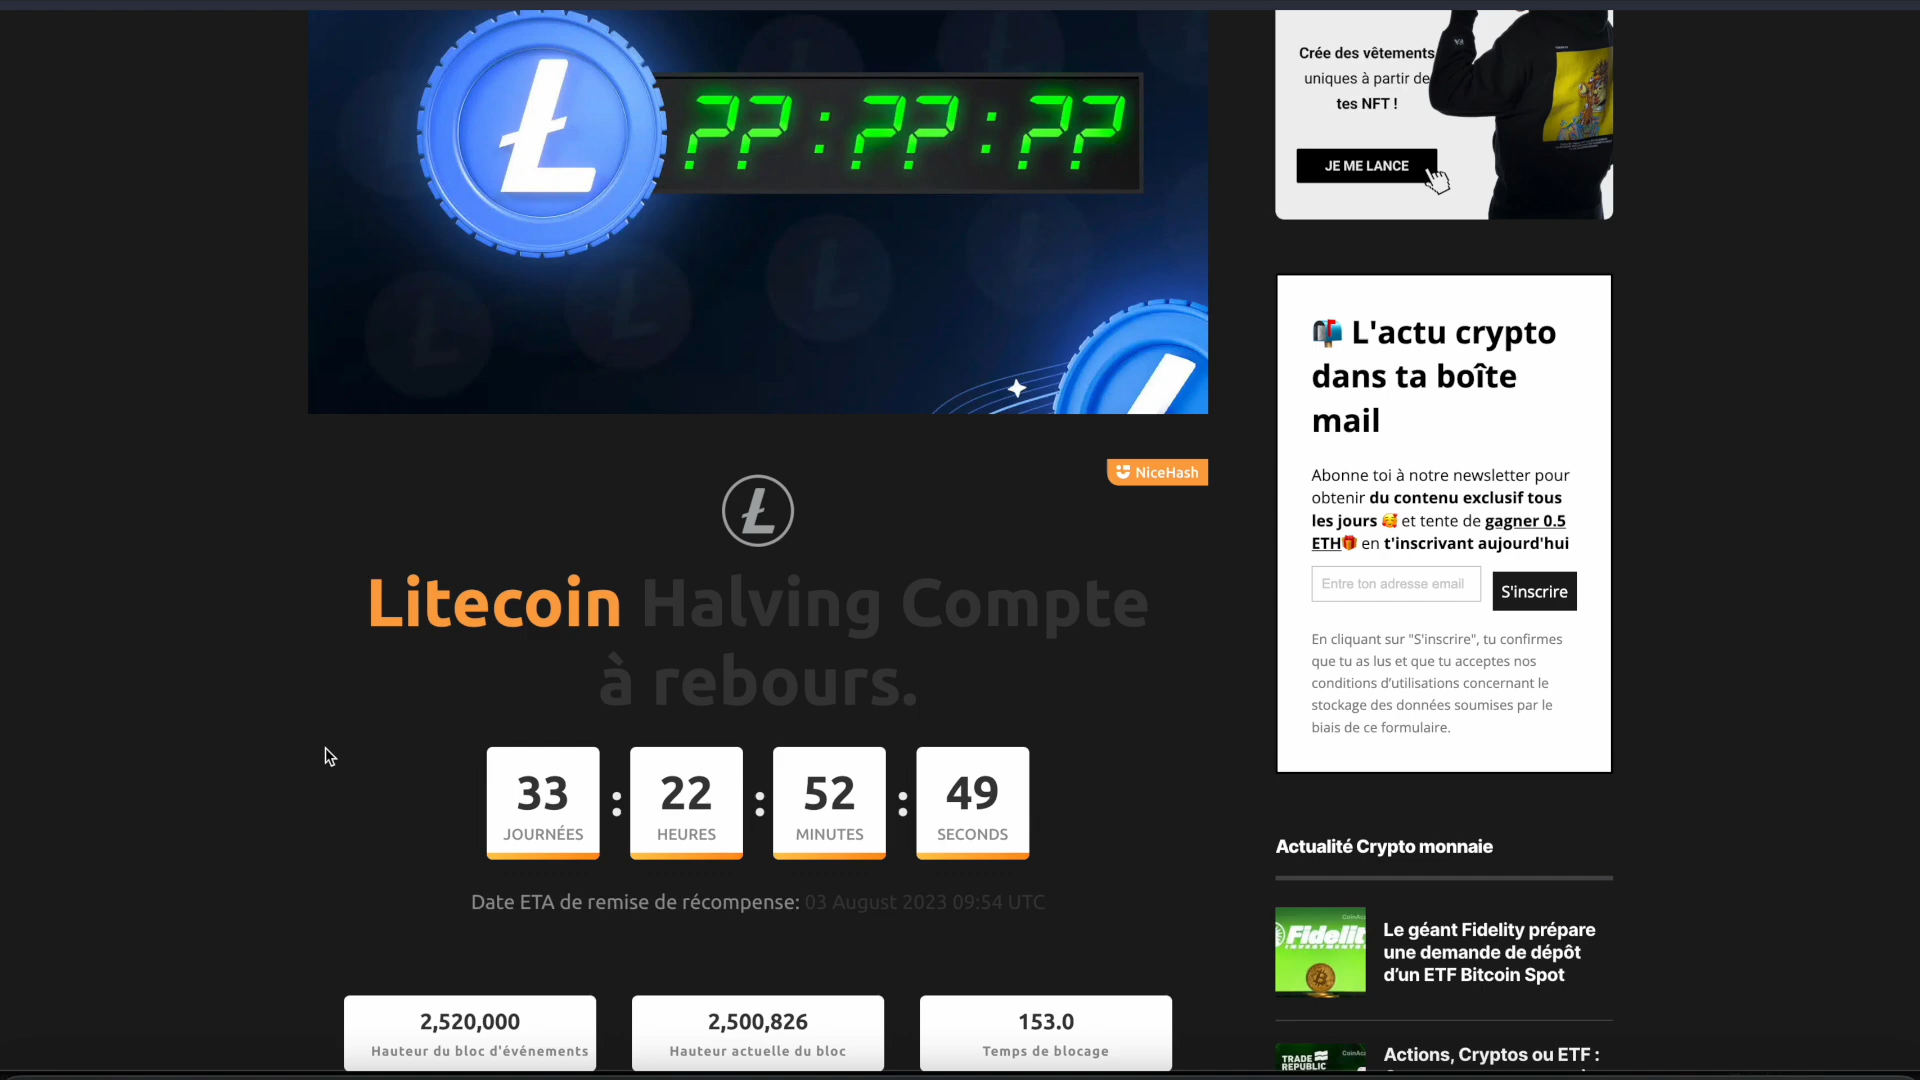 ??:??:??
NiceHash
Litecoin Halving Compte
à rebours.
33 : 22 : 52 : 49
JOURNÉES HEURES MINUTES SECONDS
Date ETA de remise de récompense: 03 August 2023 09:54 UTC
2,520,000
Hauteur du bloc d'événements
2,500,826
Hauteur actuelle du bloc
153.0
Temps de blocage
Crée des vêtements
uniques à partir de
tes NFT !
JE ME LANCE
📬 L'actu crypto
dans ta boîte
mail
Abonne toi à notre newsletter pour
obtenir du contenu exclusif tous
les jours 🥰 et tente de gagner 0.5
ETH🎁 en t'inscrivant aujourd'hui
Entre ton adresse email
S'inscrire
En cliquant sur "S'inscrire", tu confirmes
que tu as lus et que tu acceptes nos
conditions d’utilisations concernant le
stockage des données soumises par le
biais de ce formulaire.
Actualité Crypto monnaie
Fidelit
INVESTMENTS
Le géant Fidelity prépare
une demande de dépôt
d’un ETF Bitcoin Spot
TRADE
REPUBLIC
Actions, Cryptos ou ETF :